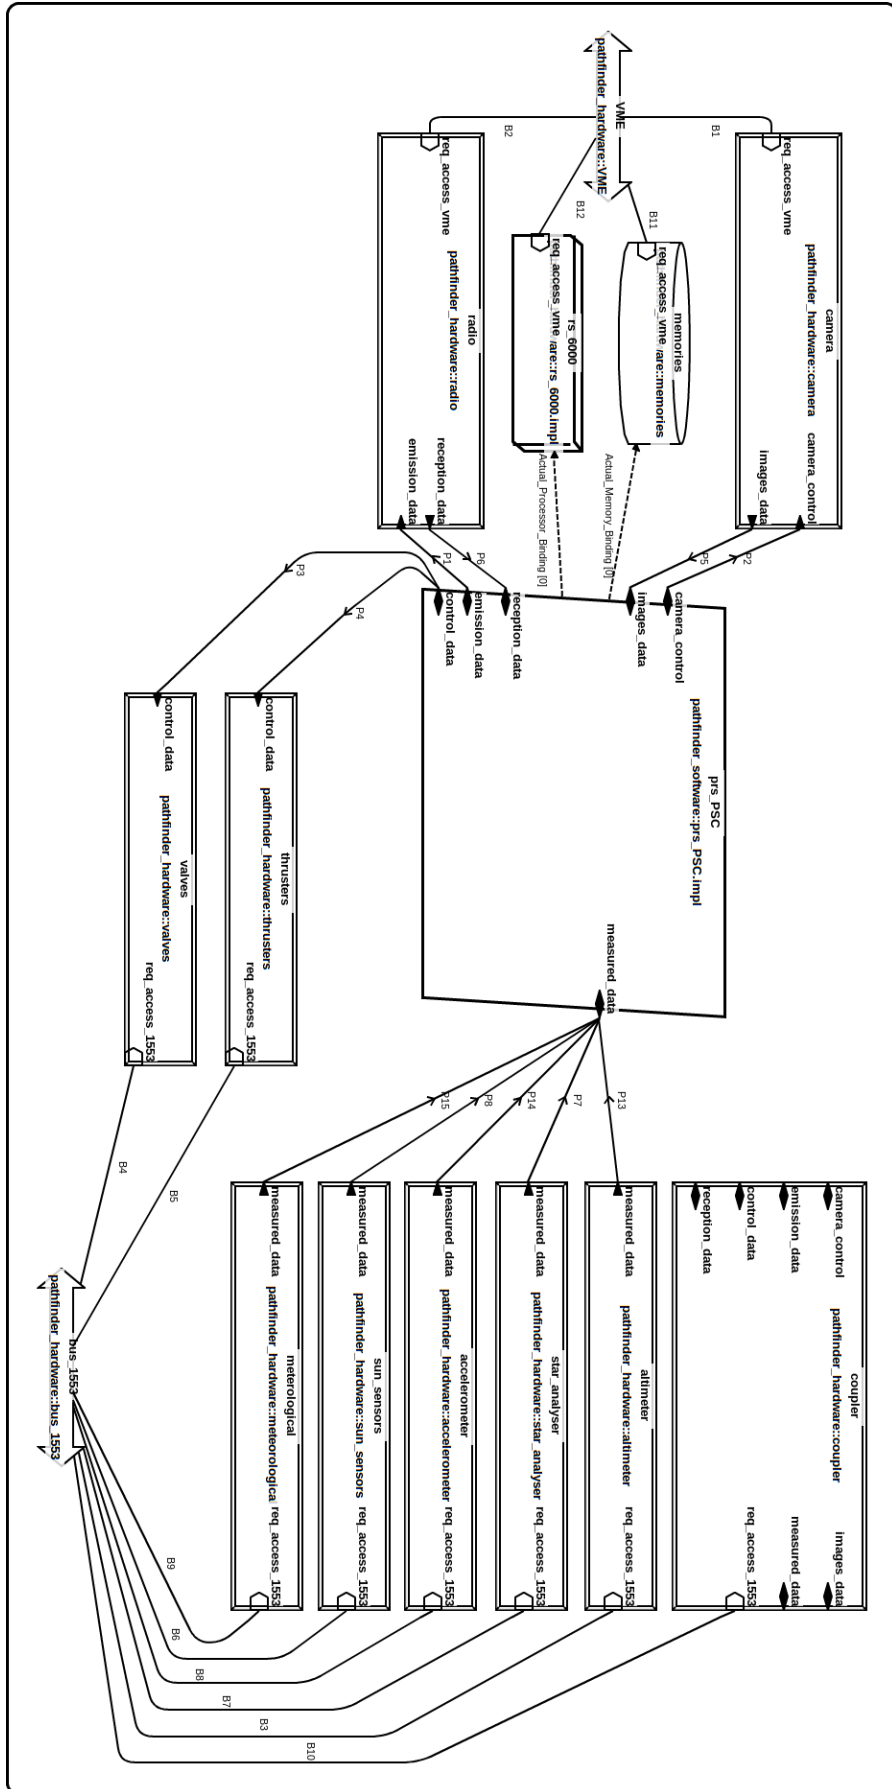 camera
pathfinder_hardware::camera
req_access_vme
camera_control
images_data
B1
VME
pathfinder_hardware::VME
B11
memories
req_access_vme
are::memories
B12
rs_6000
req_access_vme
are::rs_6000.impl
B2
radio
pathfinder_hardware::radio
req_access_vme
reception_data
emission_data
P2
P5
Actual_Memory_Binding [0]
Actual_Processor_Binding [0]
P6
P1
P3
P4
prs_PSC
pathfinder_software::prs_PSC.impl
camera_control
images_data
reception_data
emission_data
control_data
measured_data
thrusters
pathfinder_hardware::thrusters
control_data
req_access_1553
valves
pathfinder_hardware::valves
control_data
req_access_1553
P13
P7
P14
P8
P15
B5
B4
coupler
pathfinder_hardware::coupler
camera_control
emission_data
control_data
reception_data
images_data
measured_data
req_access_1553
altimeter
pathfinder_hardware::altimeter
measured_data
req_access_1553
star_analyser
pathfinder_hardware::star_analyser
measured_data
req_access_1553
accelerometer
pathfinder_hardware::accelerometer
measured_data
req_access_1553
sun_sensors
pathfinder_hardware::sun_sensors
measured_data
req_access_1553
meterological
pathfinder_hardware::meteorologica
measured_data
req_access_1553
bus_1553
pathfinder_hardware::bus_1553
B9
B6
B8
B7
B3
B10